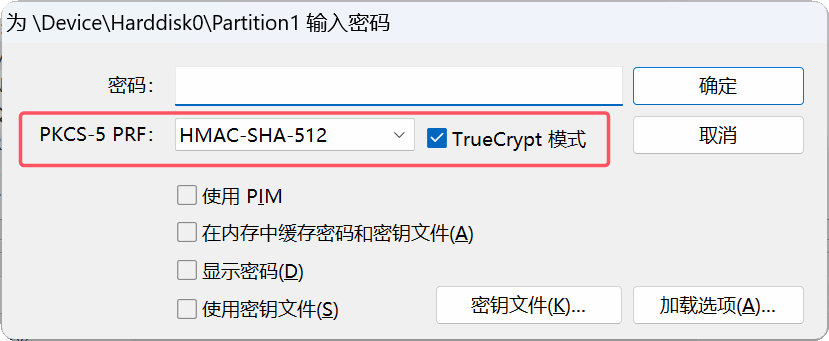 为 \Device\Harddisk0\Partition1 输入密码
密码： 确定
PKCS-5 PRF： HMAC-SHA-512 TrueCrypt 模式 取消
使用 PIM
在内存中缓存密码和密钥文件(A)
显示密码(D)
使用密钥文件(S) 密钥文件(K)... 加载选项(A)...